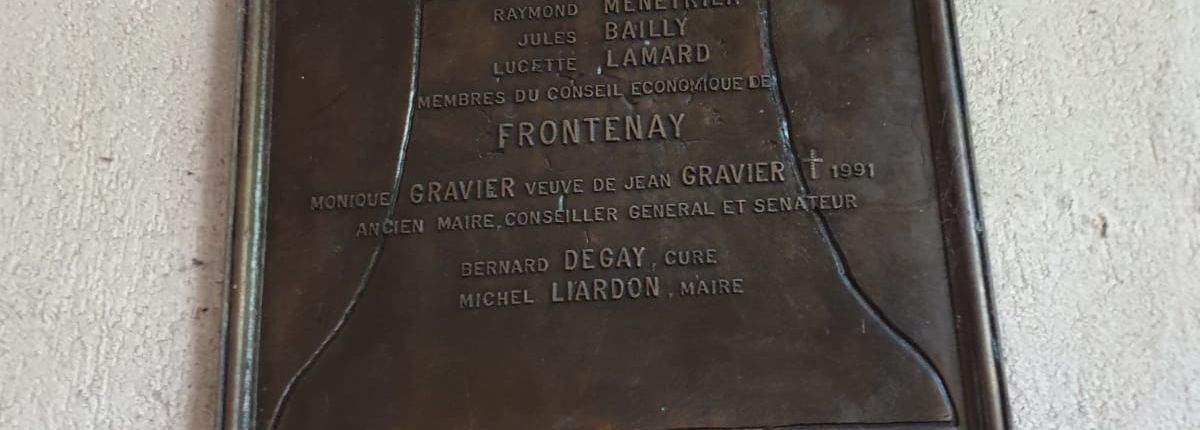 RAYMOND MENETRIER
JULES BAILLY
LUCETTE LAMARD
MEMBRES DU CONSEIL ECONOMIQUE DE
FRONTENAY
MONIQUE GRAVIER VEUVE DE JEAN GRAVIER ✝ 1991
ANCIEN MAIRE, CONSEILLER GENERAL ET SENATEUR
BERNARD DEGAY, CURE
MICHEL LIARDON, MAIRE